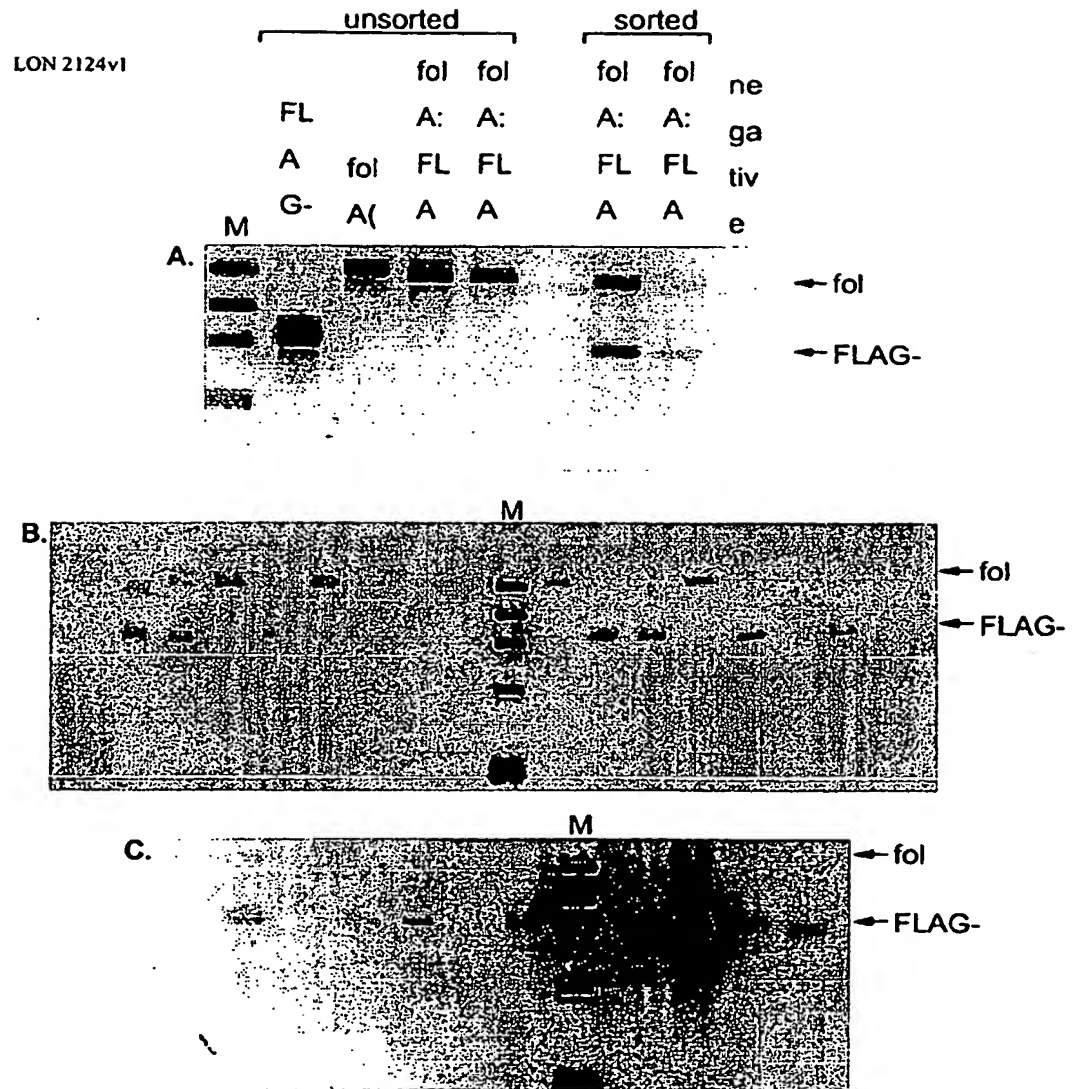 unsorted sorted
LON 2124v1
fol fol fol fol ne
FL A: A: A: A: ga
A fol FL FL FL FL tiv
G- A( A A A A e
M
A.
fol
FLAG-
M
B.
fol
FLAG-
M
C.
fol
FLAG-